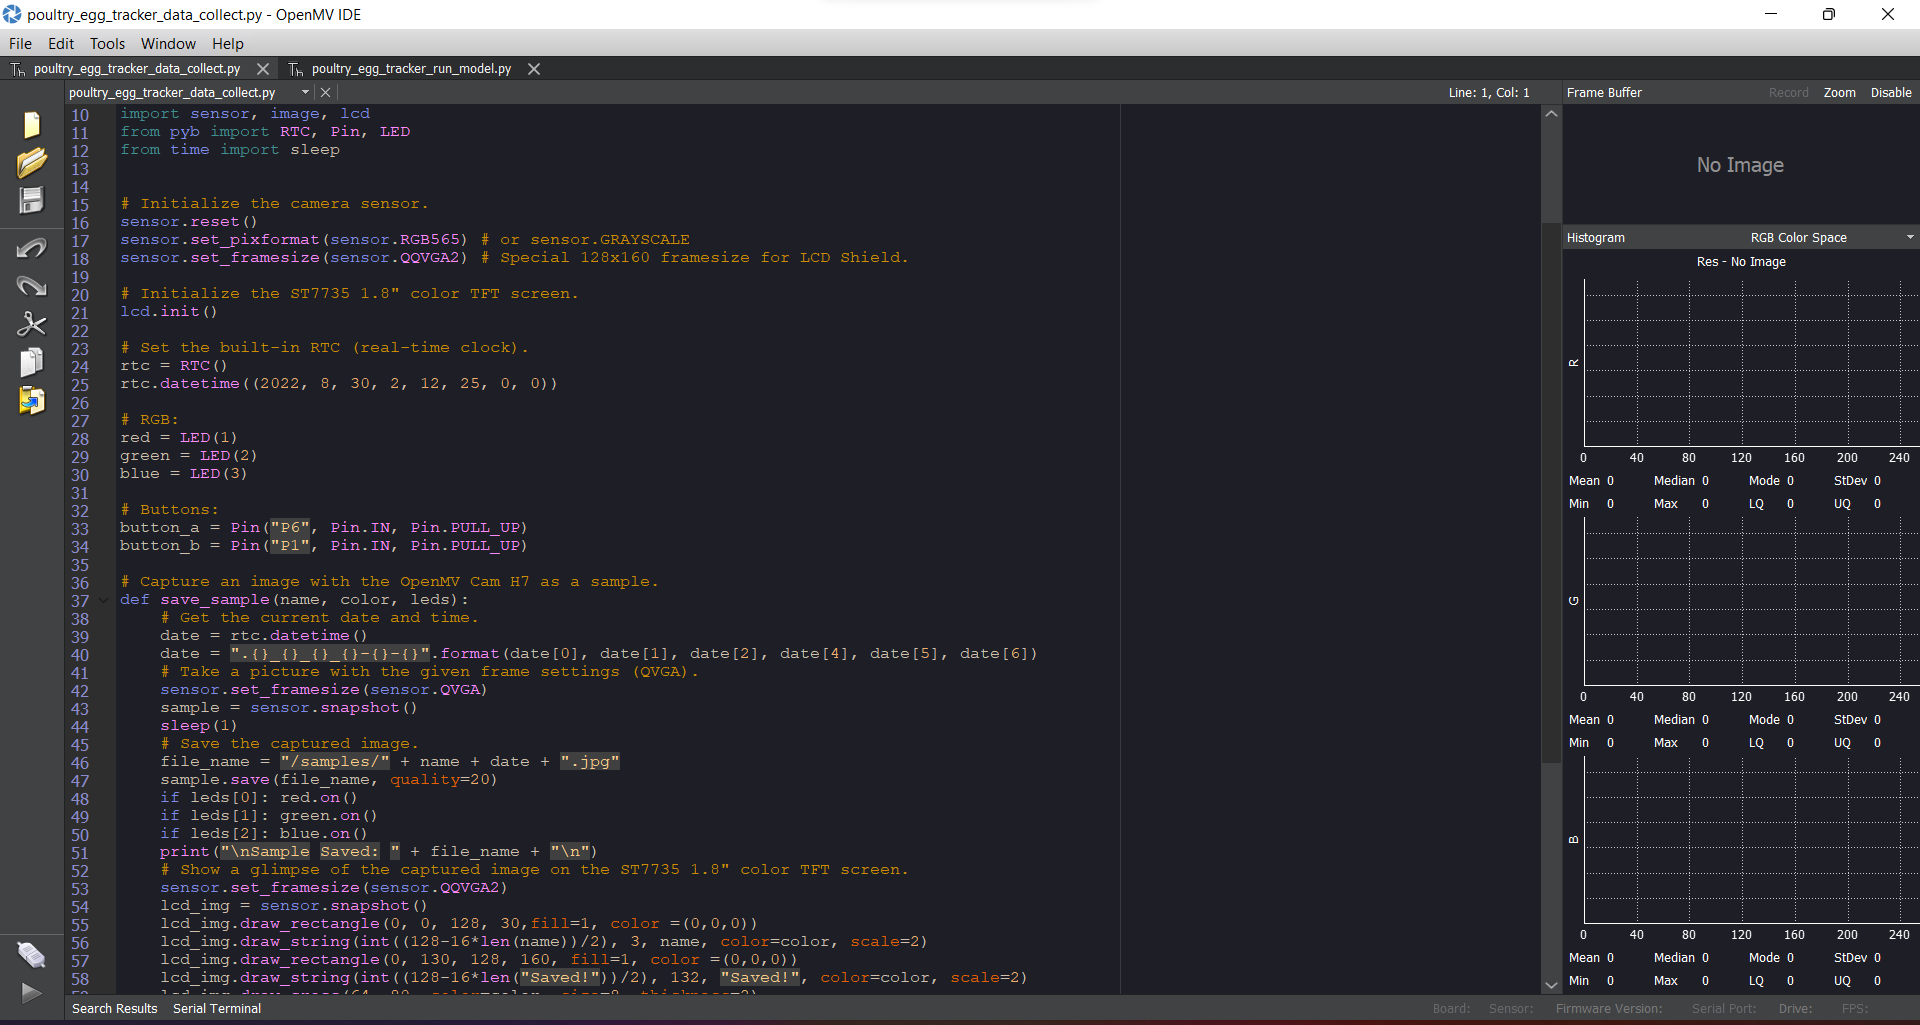 poultry_egg_tracker_data_collect.py - OpenMV IDE
File Edit Tools Window Help
poultry_egg_tracker_data_collect.py poultry_egg_tracker_run_model.py
poultry_egg_tracker_data_collect.py Line: 1, Col: 1 Frame Buffer Record Zoom Disable
10 import sensor, image, lcd
11 from pyb import RTC, Pin, LED
12 from time import sleep
13
14
15 # Initialize the camera sensor.
16 sensor.reset()
17 sensor.set_pixformat(sensor.RGB565) # or sensor.GRAYSCALE
18 sensor.set_framesize(sensor.QQVGA2) # Special 128x160 framesize for LCD Shield.
19
20 # Initialize the ST7735 1.8" color TFT screen.
21 lcd.init()
22
23 # Set the built-in RTC (real-time clock).
24 rtc = RTC()
25 rtc.datetime((2022, 8, 30, 2, 12, 25, 0, 0))
26
27 # RGB:
28 red = LED(1)
29 green = LED(2)
30 blue = LED(3)
31
32 # Buttons:
33 button_a = Pin("P6", Pin.IN, Pin.PULL_UP)
34 button_b = Pin("P1", Pin.IN, Pin.PULL_UP)
35
36 # Capture an image with the OpenMV Cam H7 as a sample.
37 def save_sample(name, color, leds):
38 # Get the current date and time.
39 date = rtc.datetime()
40 date = ".{}_{}_{}_{}-{}-{}".format(date[0], date[1], date[2], date[4], date[5], date[6])
41 # Take a picture with the given frame settings (QVGA).
42 sensor.set_framesize(sensor.QVGA)
43 sample = sensor.snapshot()
44 sleep(1)
45 # Save the captured image.
46 file_name = "/samples/" + name + date + ".jpg"
47 sample.save(file_name, quality=20)
48 if leds[0]: red.on()
49 if leds[1]: green.on()
50 if leds[2]: blue.on()
51 print("\nSample Saved: " + file_name + "\n")
52 # Show a glimpse of the captured image on the ST7735 1.8" color TFT screen.
53 sensor.set_framesize(sensor.QQVGA2)
54 lcd_img = sensor.snapshot()
55 lcd_img.draw_rectangle(0, 0, 128, 30,fill=1, color =(0,0,0))
56 lcd_img.draw_string(int((128-16*len(name))/2), 3, name, color=color, scale=2)
57 lcd_img.draw_rectangle(0, 130, 128, 160, fill=1, color =(0,0,0))
58 lcd_img.draw_string(int((128-16*len("Saved!"))/2), 132, "Saved!", color=color, scale=2)
No Image
Histogram RGB Color Space
Res - No Image
R
0 40 80 120 160 200 240
Mean 0 Median 0 Mode 0 StDev 0
Min 0 Max 0 LQ 0 UQ 0
G
0 40 80 120 160 200 240
Mean 0 Median 0 Mode 0 StDev 0
Min 0 Max 0 LQ 0 UQ 0
B
0 40 80 120 160 200 240
Mean 0 Median 0 Mode 0 StDev 0
Min 0 Max 0 LQ 0 UQ 0
Search Results Serial Terminal Board: Sensor: Firmware Version: Serial Port: Drive: FPS: